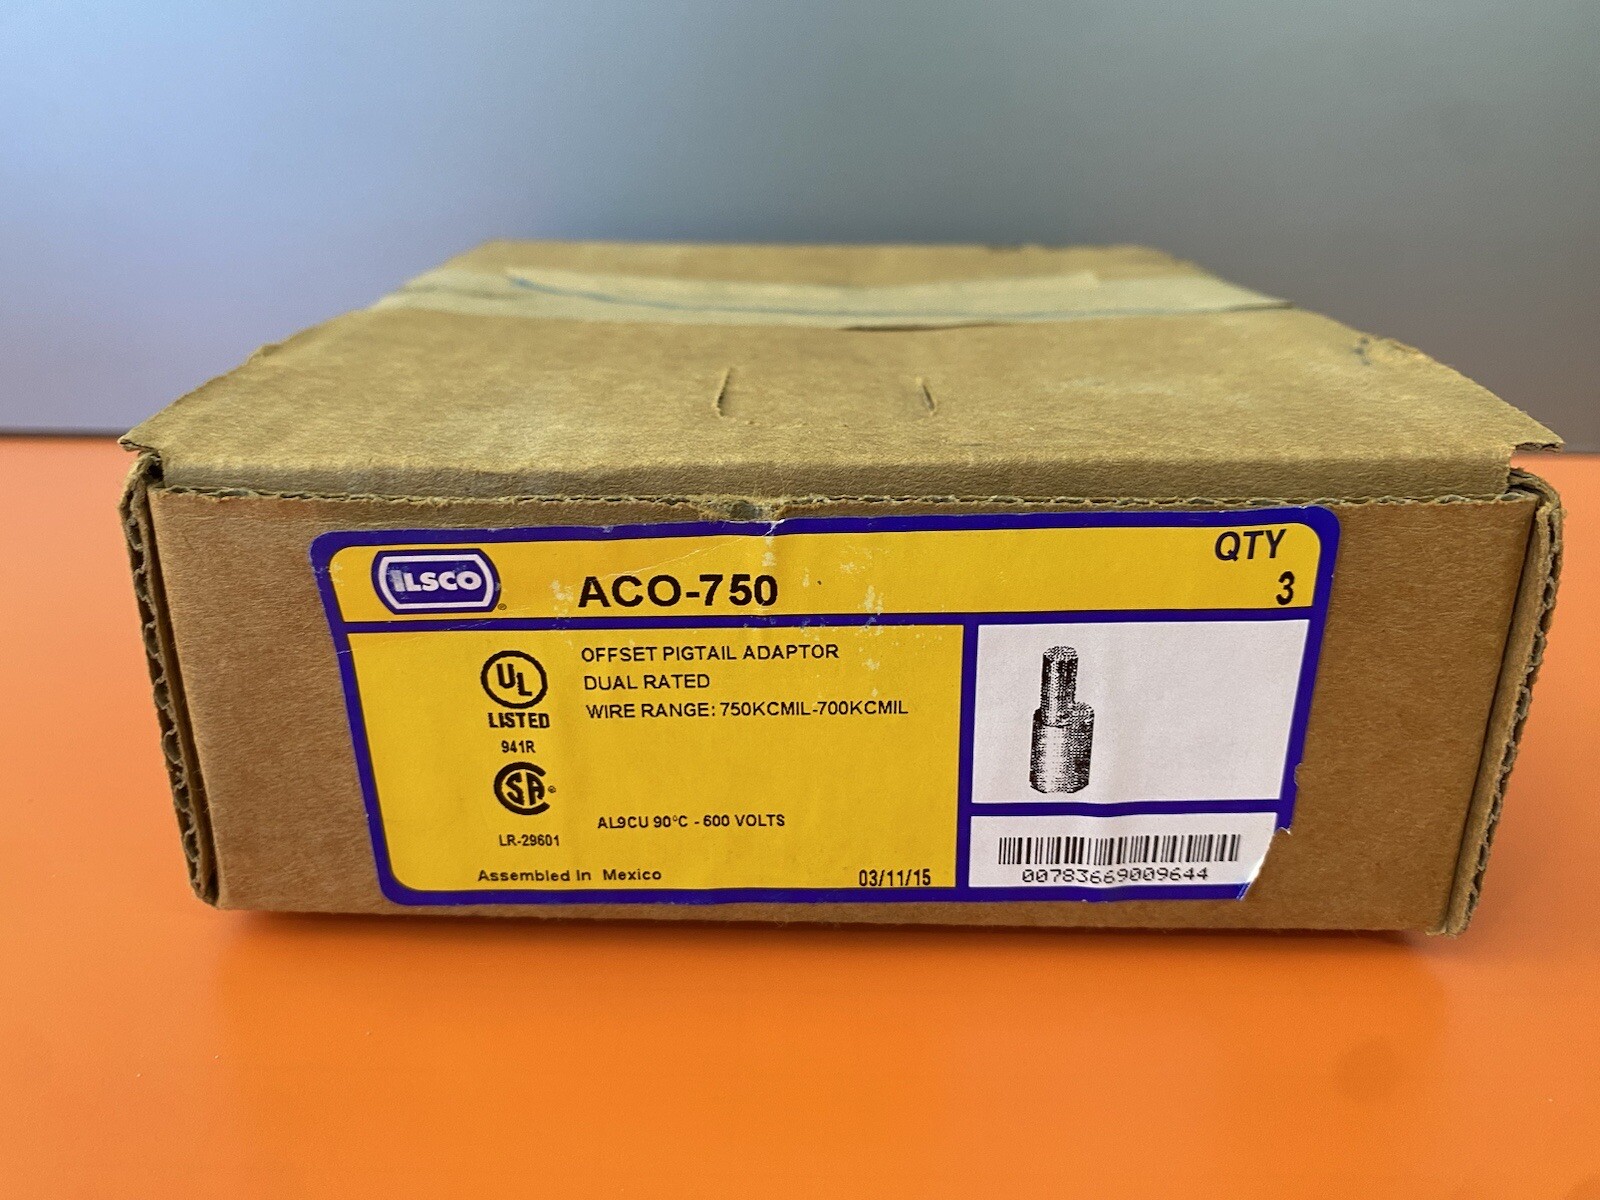 ILSCO®
ACO-750
QTY
3
UL
LISTED
941R
SA®
LR-29601
OFFSET PIGTAIL ADAPTOR
DUAL RATED
WIRE RANGE: 750KCMIL-700KCMIL
AL9CU 90°C - 600 VOLTS
Assembled In Mexico
03/11/15
00783669009644